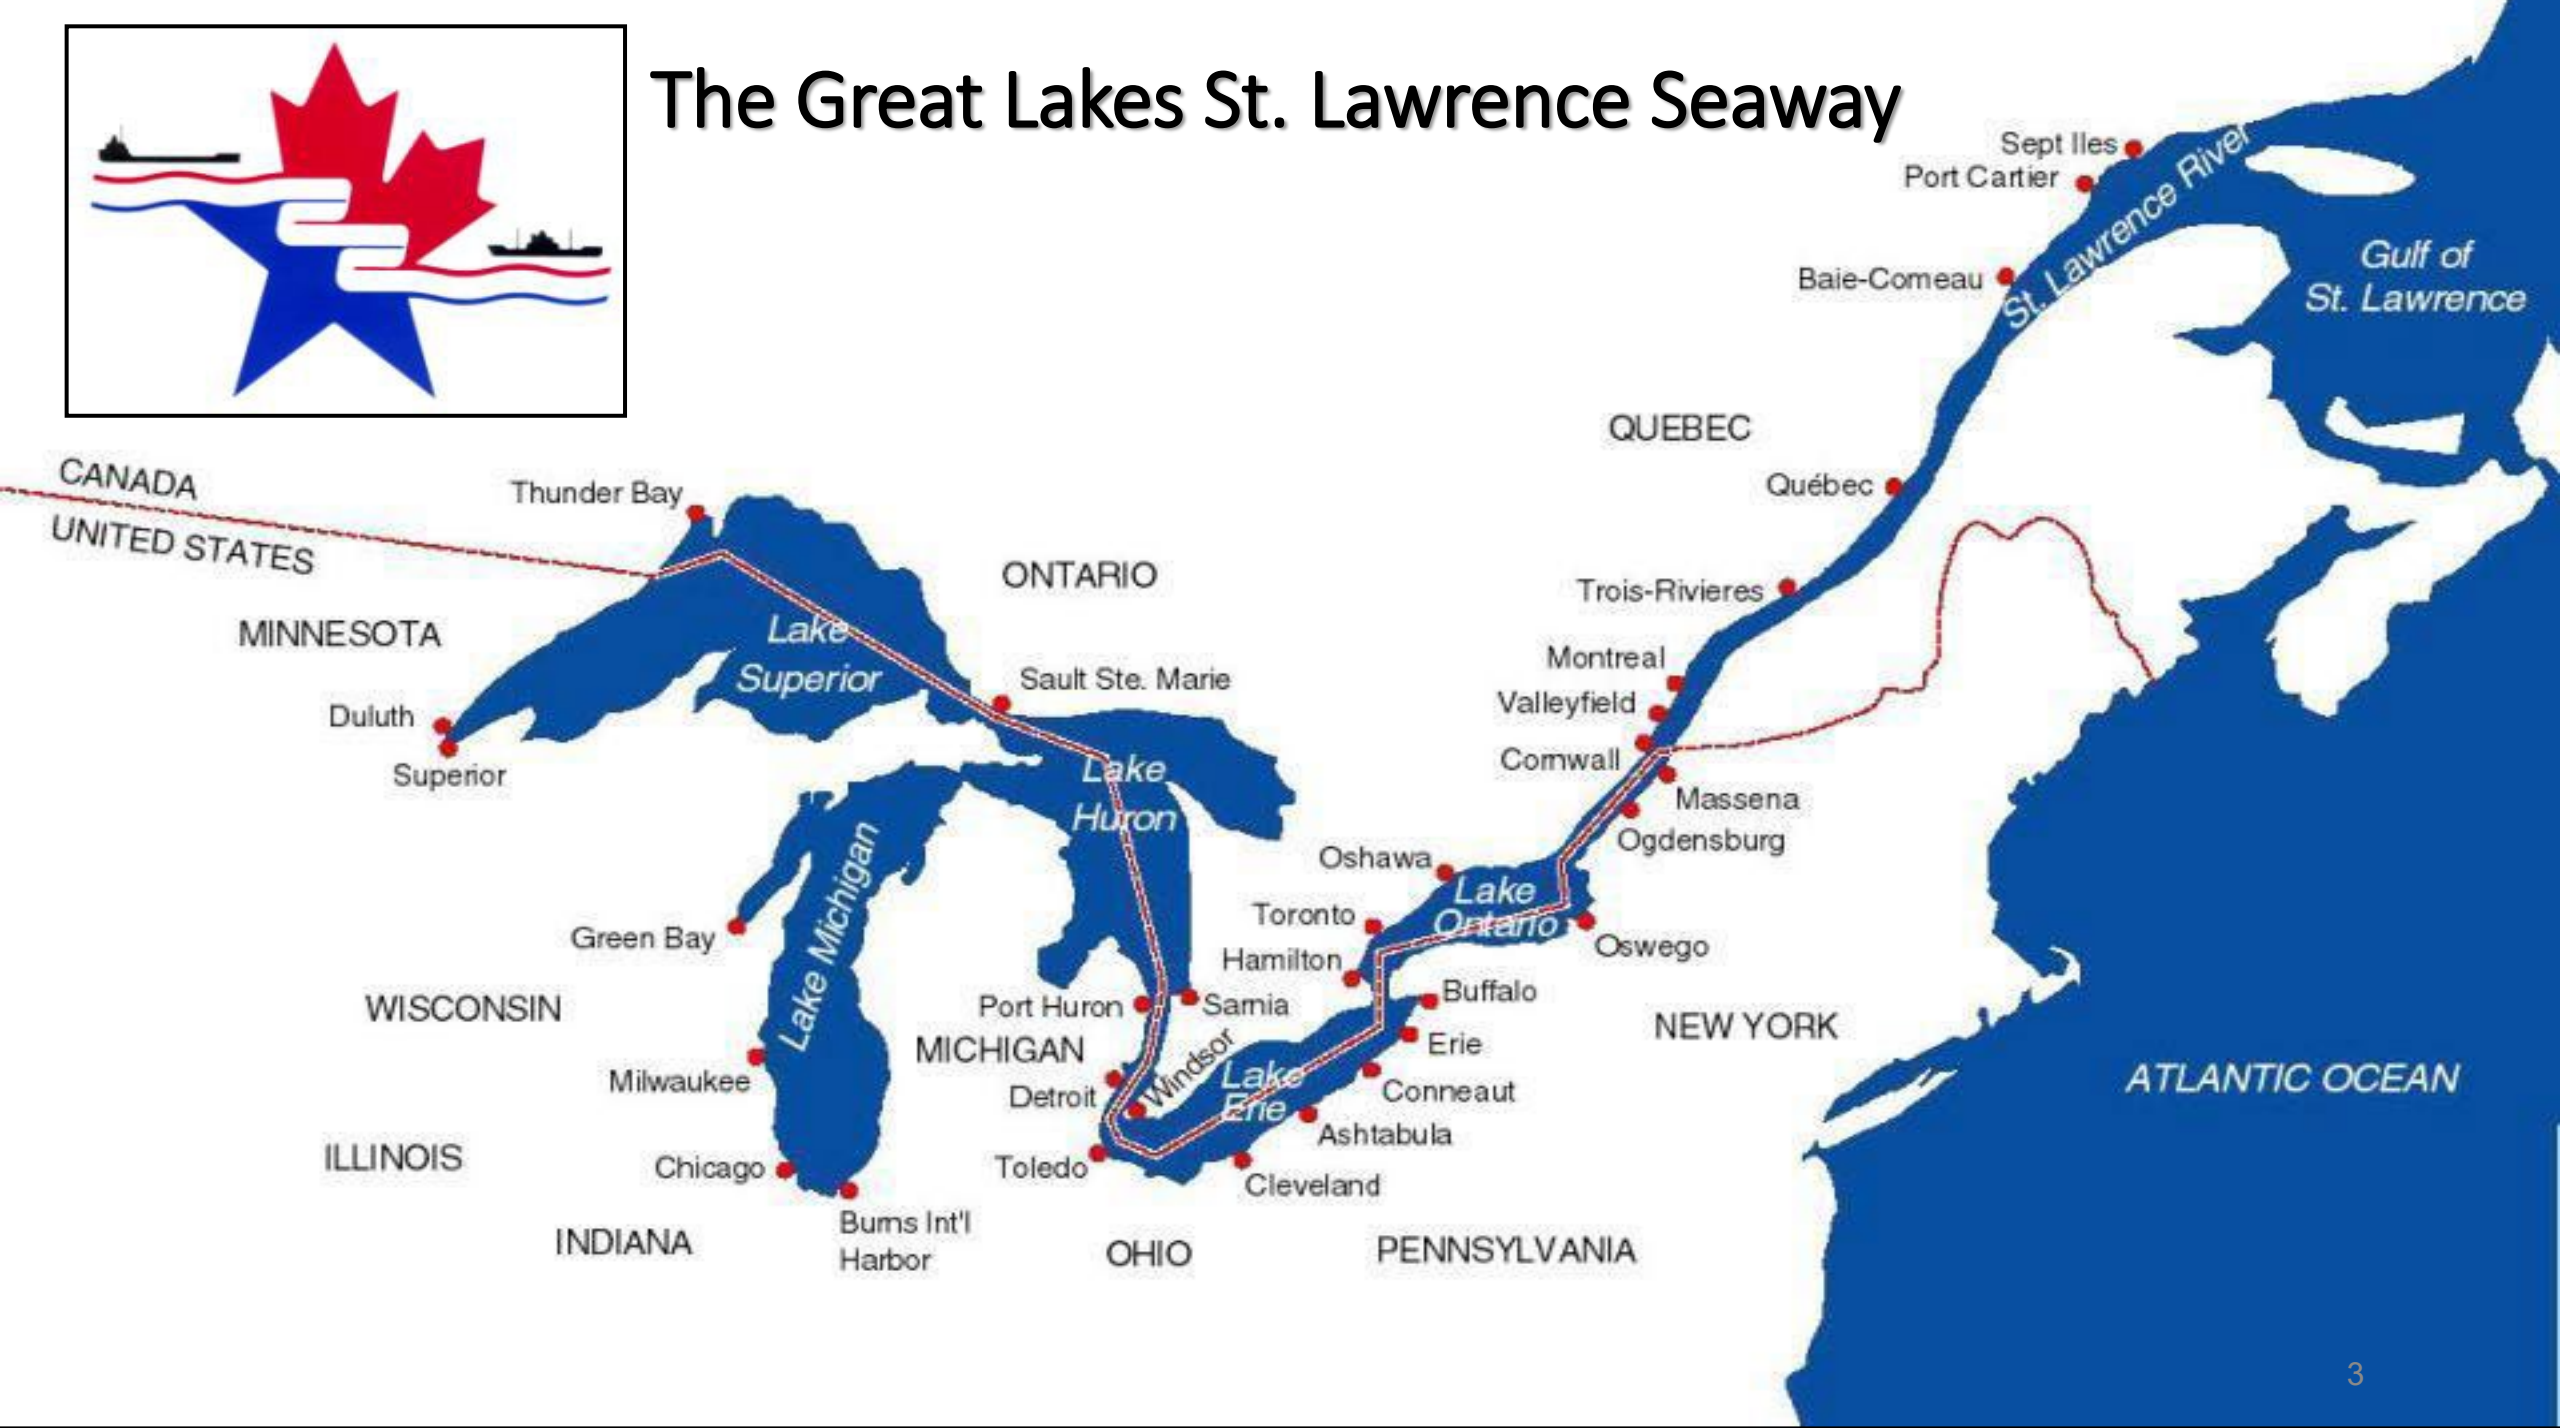 The Great Lakes St. Lawrence Seaway
Sept Iles
Port Cartier
St. Lawrence River
Gulf of
St. Lawrence
Baie-Comeau
QUEBEC
CANADA
UNITED STATES
Thunder Bay
Québec
ONTARIO
Trois-Rivieres
MINNESOTA
Lake
Superior
Sault Ste. Marie
Montreal
Valleyfield
Duluth
Superior
Cornwall
Lake
Huron
Massena
Ogdensburg
Lake Michigan
Oshawa
Lake
Ontario
Toronto
Green Bay
Oswego
Hamilton
Buffalo
WISCONSIN
Port Huron
Sarnia
NEW YORK
MICHIGAN
Windsor
Erie
Milwaukee
Detroit
Lake
Erie
Conneaut
ATLANTIC OCEAN
Ashtabula
ILLINOIS
Chicago
Toledo
Cleveland
Burns Int'l
Harbor
INDIANA
OHIO
PENNSYLVANIA
3